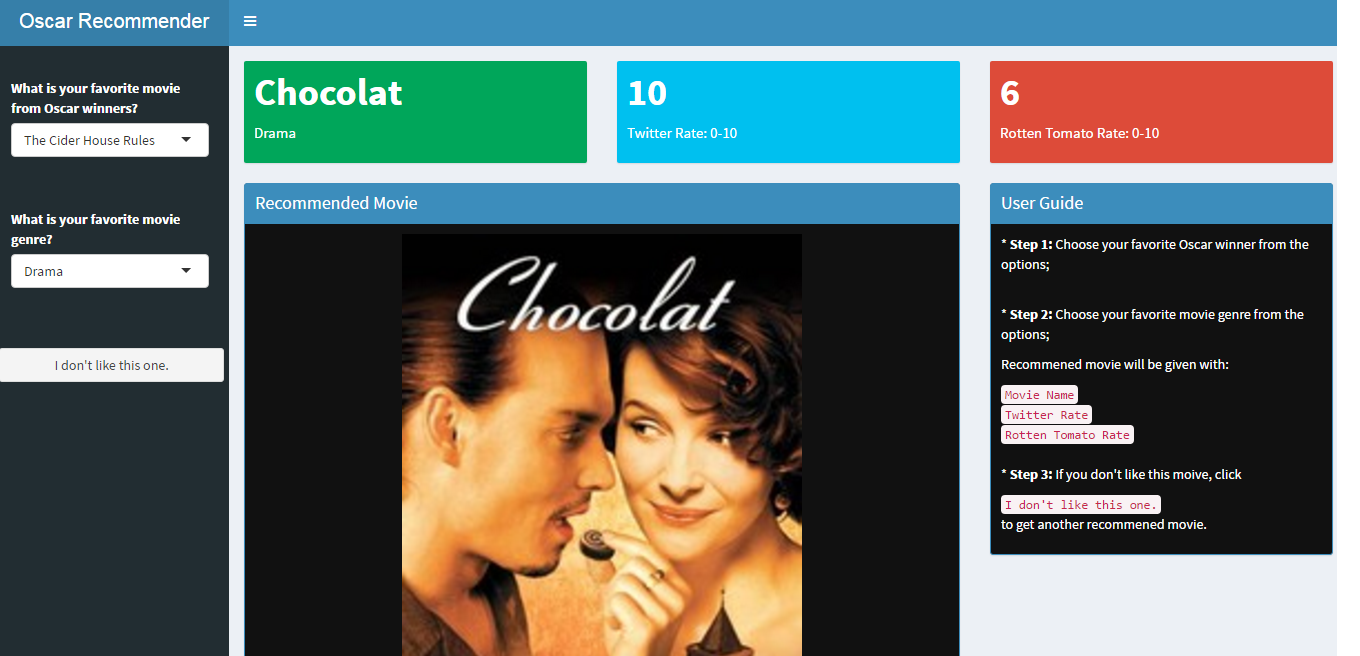 Oscar Recommender
What is your favorite movie
from Oscar winners?
The Cider House Rules
What is your favorite movie
genre?
Drama
I don't like this one.
Chocolat
Drama
10
Twitter Rate: 0-10
6
Rotten Tomato Rate: 0-10
Recommended Movie
Chocolat
User Guide
* Step 1: Choose your favorite Oscar winner from the
options;
* Step 2: Choose your favorite movie genre from the
options;
Recommened movie will be given with:
Movie Name
Twitter Rate
Rotten Tomato Rate
* Step 3: If you don't like this moive, click
I don't like this one.
to get another recommened movie.